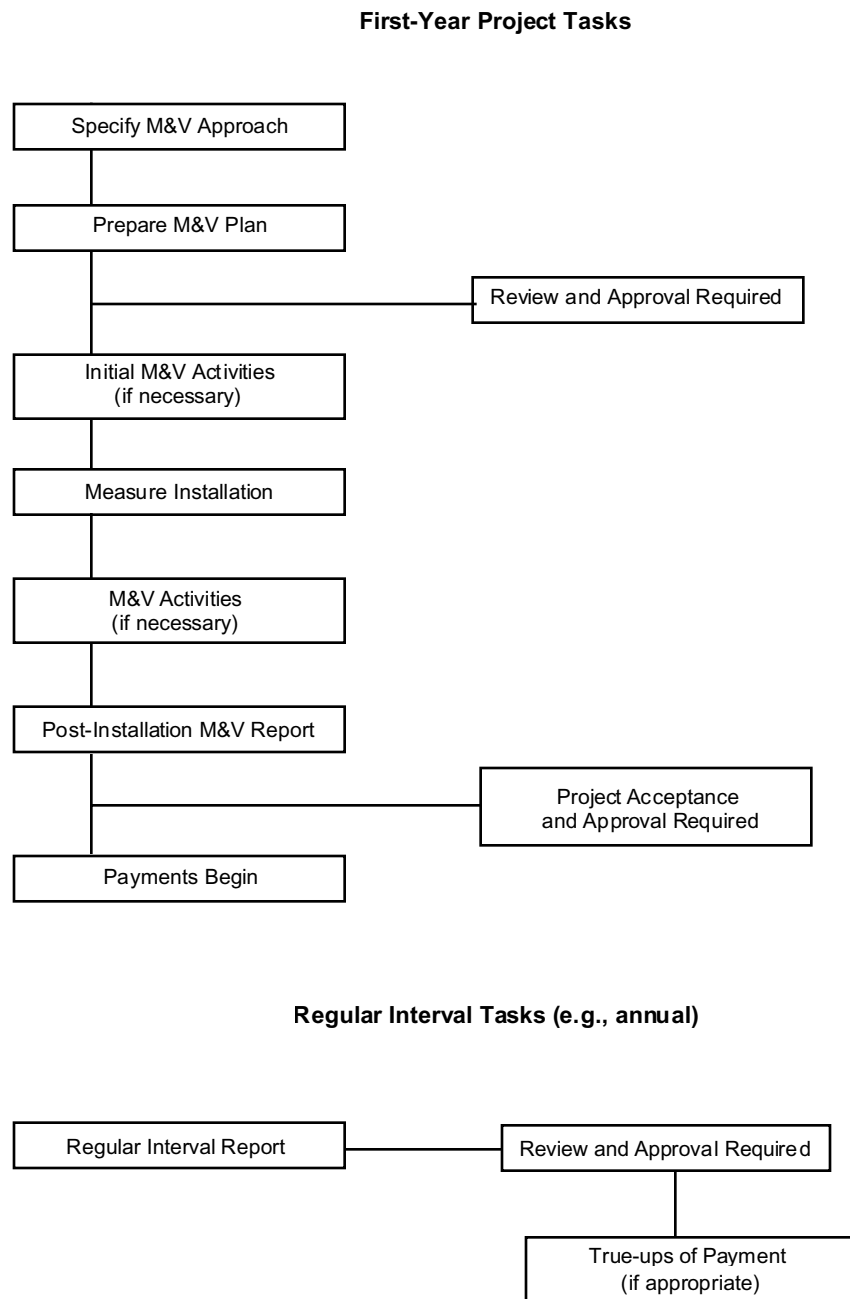 First-Year Project Tasks
Specify M&V Approach
Prepare M&V Plan
Review and Approval Required
Initial M&V Activities
(if necessary)
Measure Installation
M&V Activities
(if necessary)
Post-Installation M&V Report
Project Acceptance
and Approval Required
Payments Begin
Regular Interval Tasks (e.g., annual)
Regular Interval Report
Review and Approval Required
True-ups of Payment
(if appropriate)